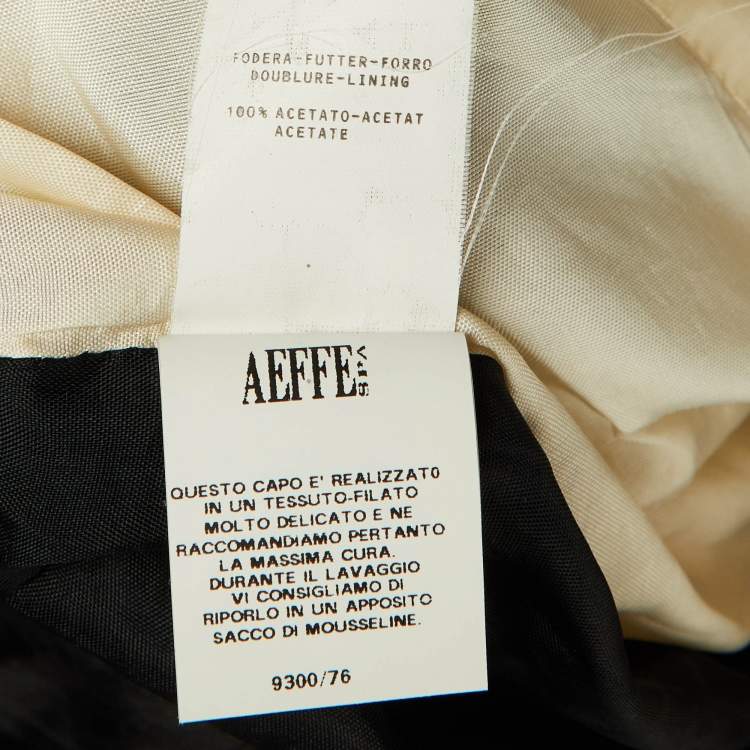 FODERA-FUTTER-FORRO
DOUBLURE-LINING
100% ACETATO-ACETAT
ACETATE
AEFFE SPA
QUESTO CAPO E' REALIZZATO
IN UN TESSUTO-FILATO
MOLTO DELICATO E NE
RACCOMANDIAMO PERTANTO
LA MASSIMA CURA.
DURANTE IL LAVAGGIO
VI CONSIGLIAMO DI
RIPORLO IN UN APPOSITO
SACCO DI MOUSSELINE.
9300/76